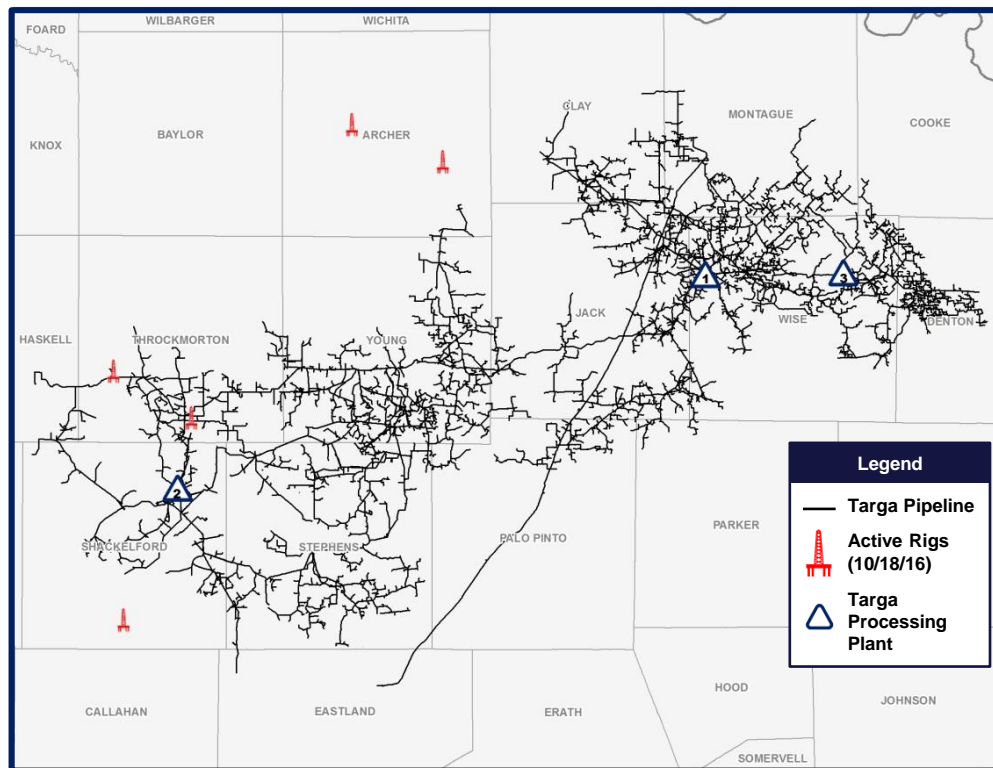 WILBARGER
WICHITA
FOARD
CLAY
MONTAGUE
COOKE
KNOX
BAYLOR
ARCHER
1
3
HASKELL
THROCKMORTON
YOUNG
JACK
WISE
DENTON
Legend
Targa Pipeline
Active Rigs
(10/18/16)
Targa
Processing
Plant
2
SHACKELFORD
STEPHENS
PALO PINTO
PARKER
CALLAHAN
EASTLAND
ERATH
HOOD
JOHNSON
SOMERVELL